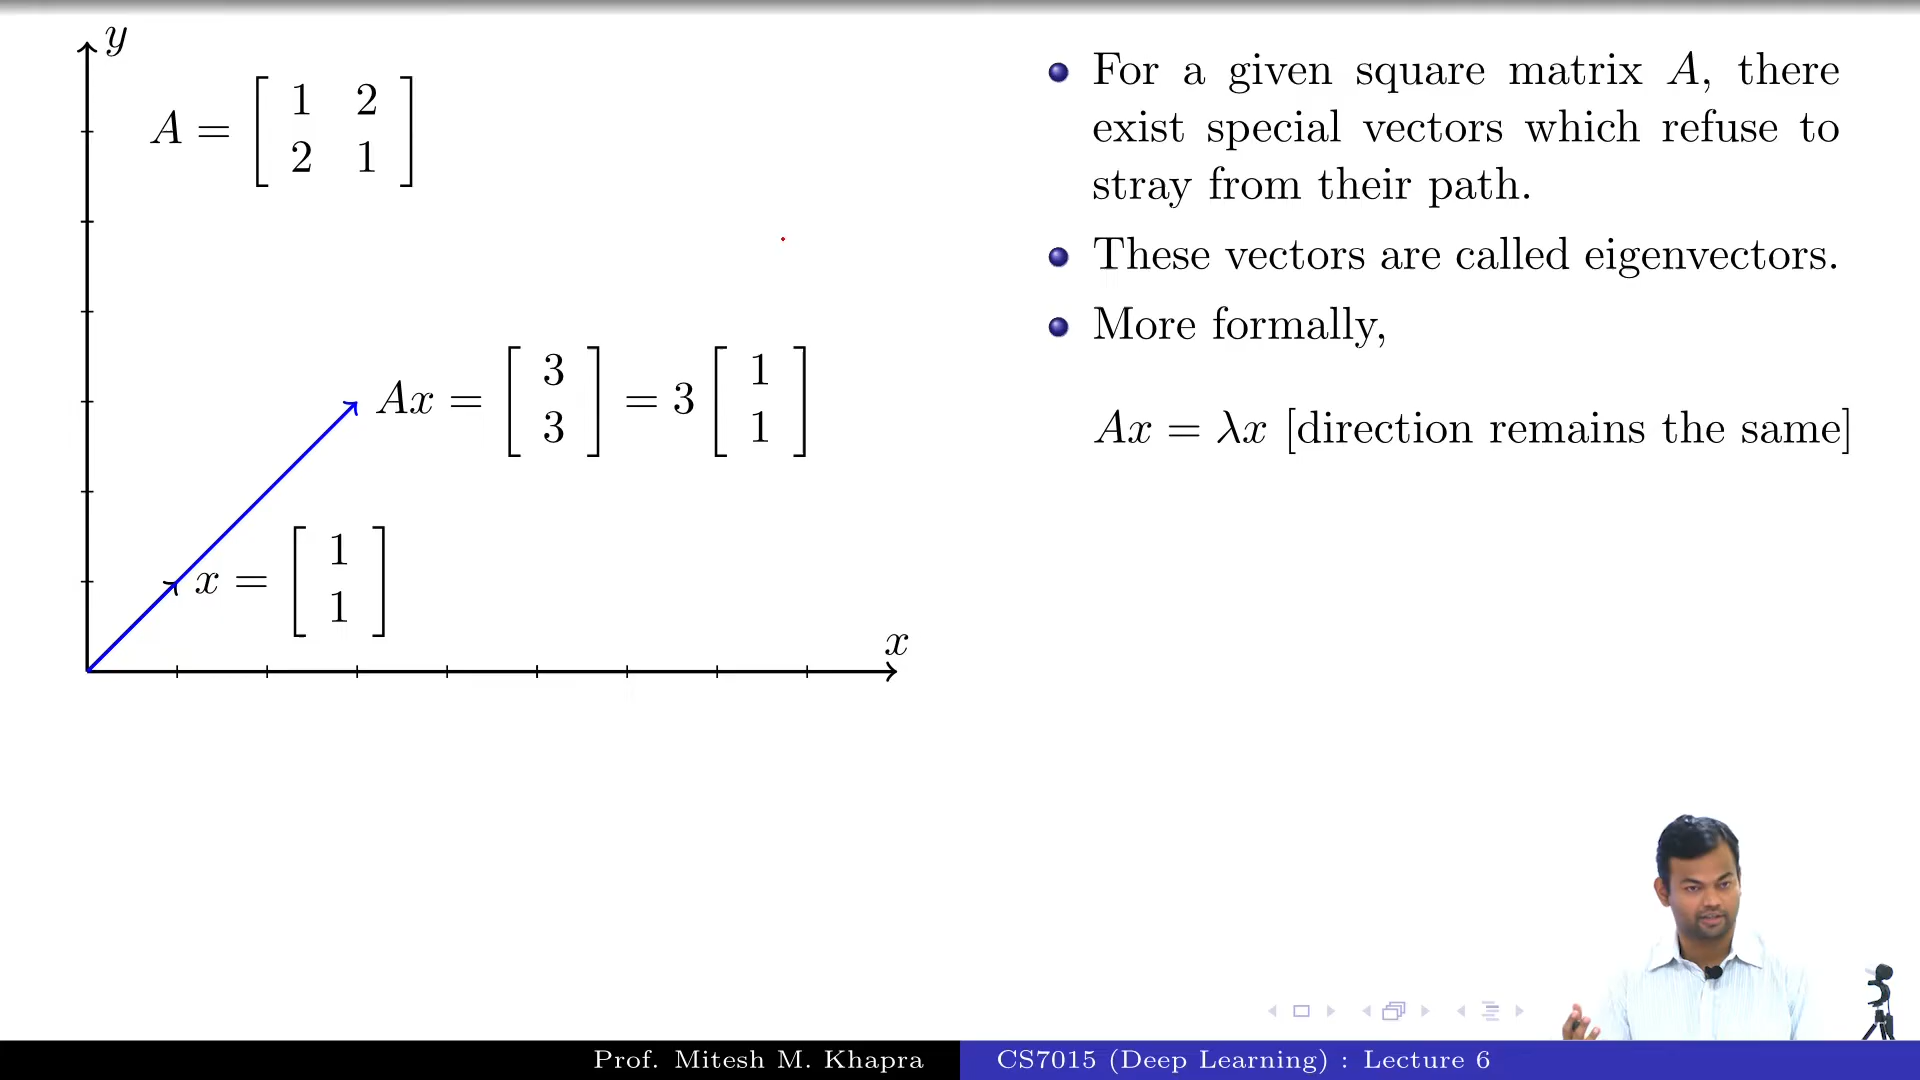 y
A = [ 1 2
2 1 ]
Ax = [ 3
3 ] = 3 [ 1
1 ]
x = [ 1
1 ]
x
• For a given square matrix A, there
exist special vectors which refuse to
stray from their path.
• These vectors are called eigenvectors.
• More formally,
Ax = λx [direction remains the same]
Prof. Mitesh M. Khapra
CS7015 (Deep Learning) : Lecture 6